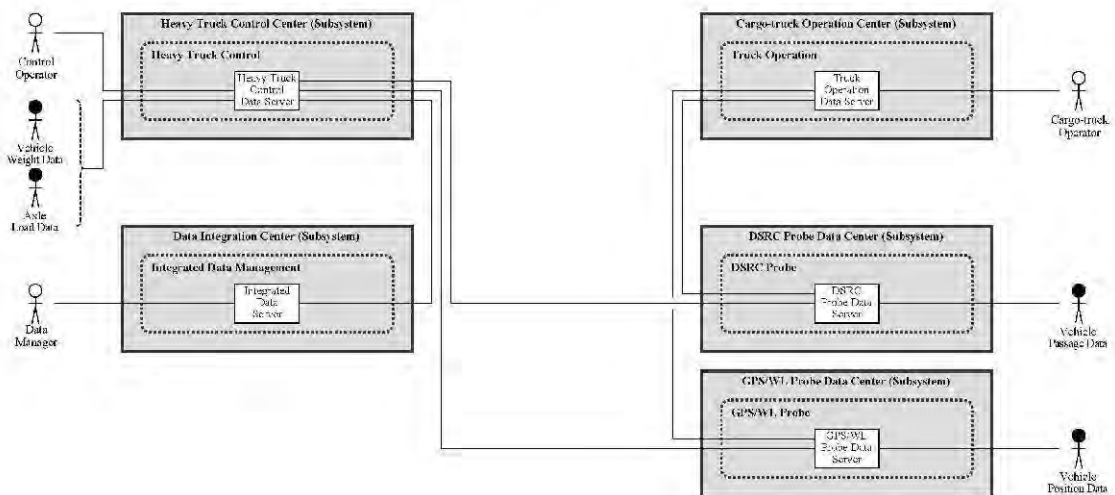 Heavy Truck Control Center (Subsystem)
Heavy Truck Control
Heavy Truck
Control
Data Server
Control
Operator
Vehicle
Weight Data
Axle
Load Data
Data Integration Center (Subsystem)
Integrated Data Management
Integrated
Data
Server
Data
Manager
Cargo-truck Operation Center (Subsystem)
Truck Operation
Truck
Operation
Data Server
Cargo-truck
Operator
DSRC Probe Data Center (Subsystem)
DSRC Probe
DSRC
Probe Data
Server
Vehicle
Passage Data
GPS/WL Probe Data Center (Subsystem)
GPS/WL Probe
GPS/WL
Probe Data
Server
Vehicle
Position Data